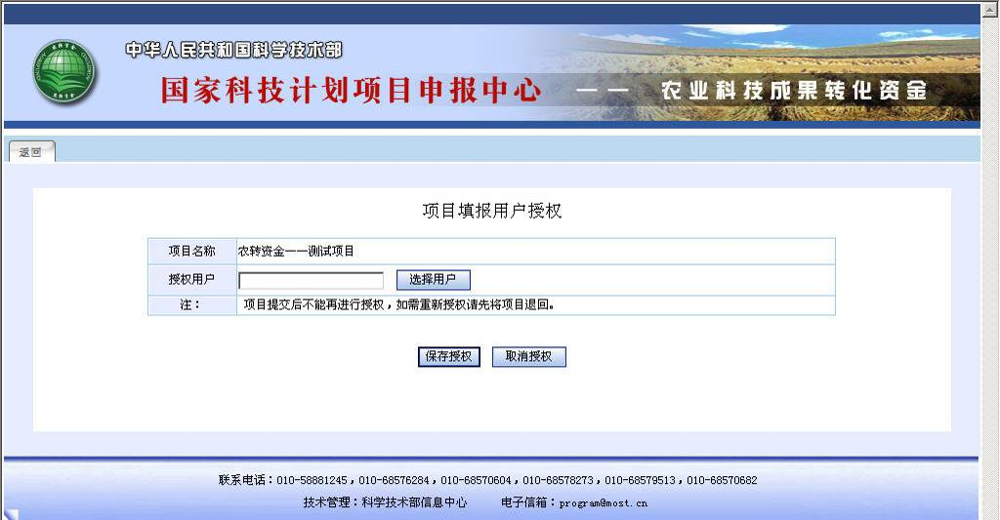 中华人民共和国科学技术部
国家科技计划项目申报中心 —— 农业科技成果转化资金
返回
项目填报用户授权
项目名称 农转资金——测试项目
授权用户 选择用户
注： 项目提交后不能再进行授权，如需重新授权请先将项目退回。
保存授权 取消授权
联系电话：010-58881245，010-68576284，010-68570604，010-68578273，010-68579513，010-68570682
技术管理：科学技术部信息中心 电子信箱：program@most.cn